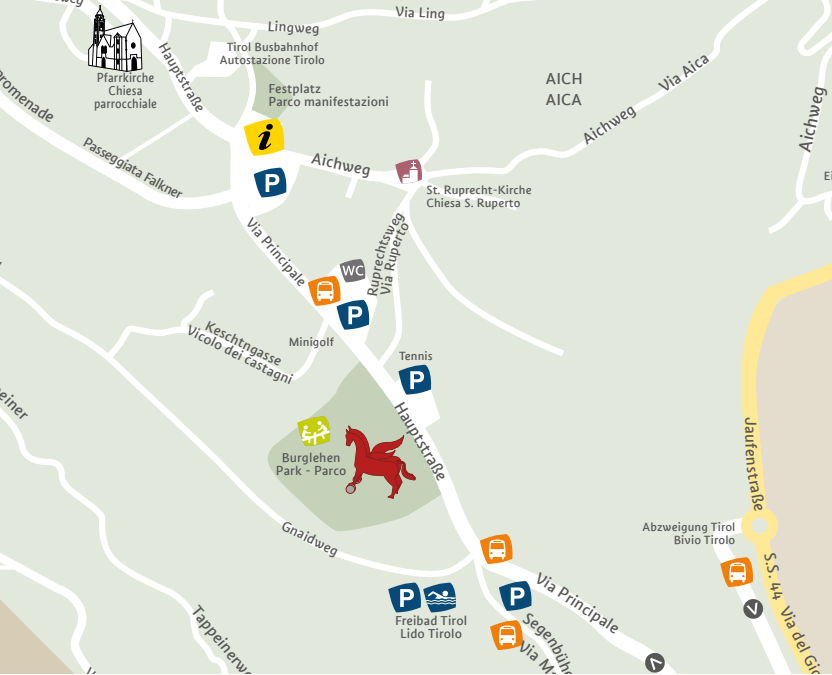 Lingweg
Via Ling
Hauptstraße
Tirol Busbahnhof
Autostazione Tirolo
Pfarrkirche
Chiesa
parrocchiale
Festplatz
Parco manifestazioni
AICH
AICA
Via Aica
Aichweg
Aichweg
i
Passeggiata Falkner
Aichweg
P
St. Ruprecht-Kirche
Chiesa S. Ruperto
Via Principale
Ruprechtsweg
Via Ruperto
WC
P
Keschtngasse
Vicolo dei castagni
Minigolf
Tennis
P
Hauptstraße
Burglehen
Park - Parco
Jaufenstraße
Gnaidweg
Abzweigung Tirol
Bivio Tirolo
S.S. 44
Via Principale
P
P
Freibad Tirol
Lido Tirolo